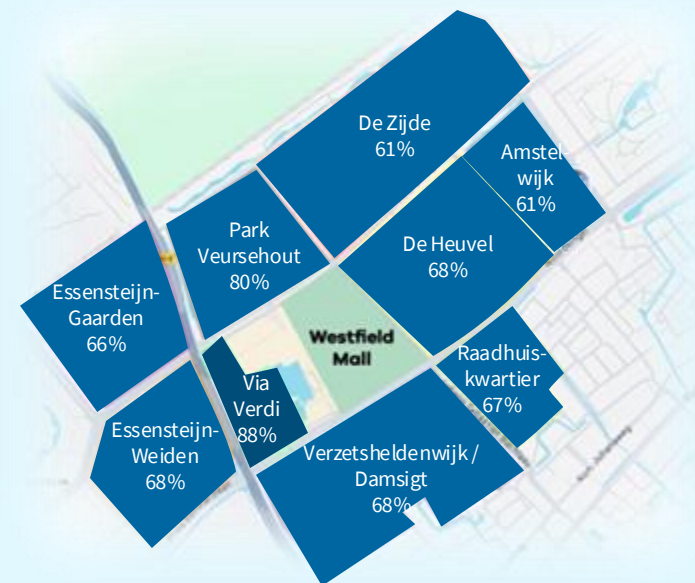 De Zijde
61%
Amstel-
wijk
61%
Park
Veursehout
80%
De Heuvel
68%
Essensteijn-
Gaarden
66%
Westfield
Mall
Raadhuis-
kwartier
67%
Via
Verdi
88%
Essensteijn-
Weiden
68%
Verzetsheldenwijk /
Damsigt
68%